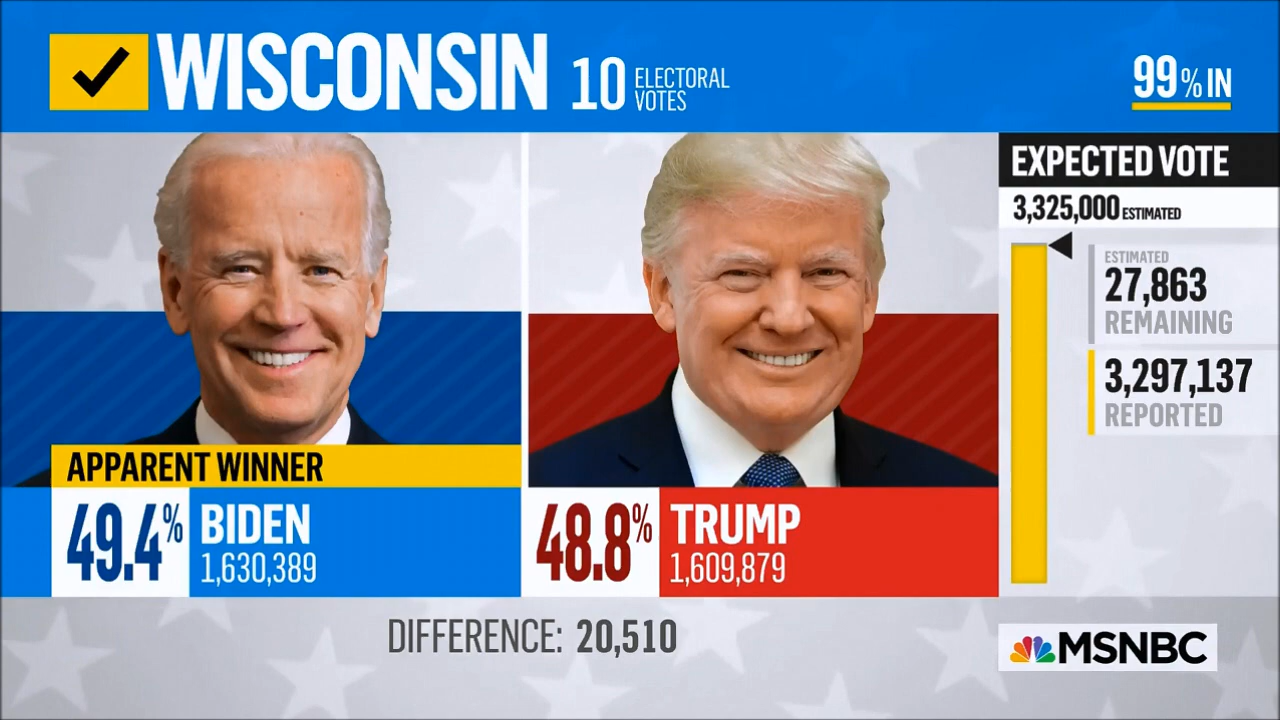 WISCONSIN
10 ELECTORAL VOTES
99% IN
EXPECTED VOTE
3,325,000 ESTIMATED
ESTIMATED
27,863
REMAINING
3,297,137
REPORTED
APPARENT WINNER
49.4%
BIDEN
1,630,389
48.8%
TRUMP
1,609,879
DIFFERENCE: 20,510
MSNBC